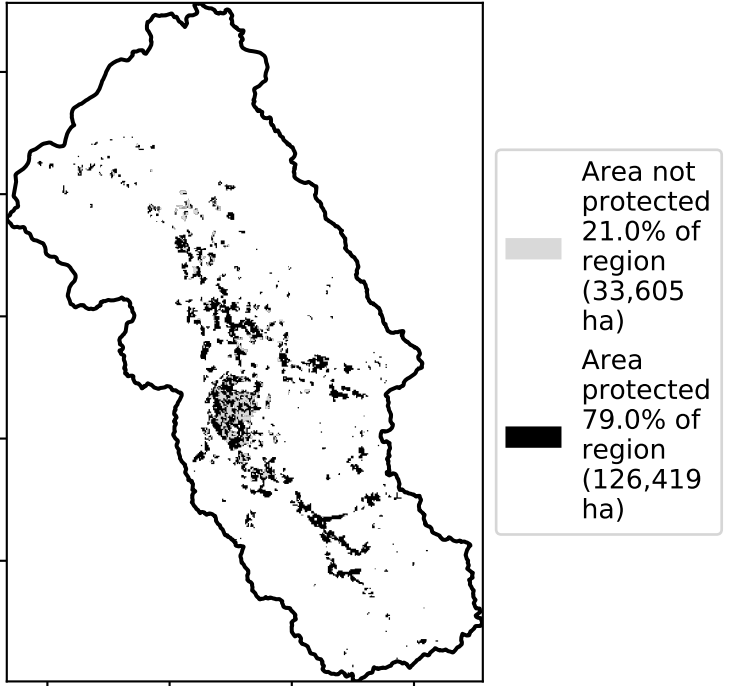 Area not
protected
21.0% of
region
(33,605
ha)
Area
protected
79.0% of
region
(126,419
ha)